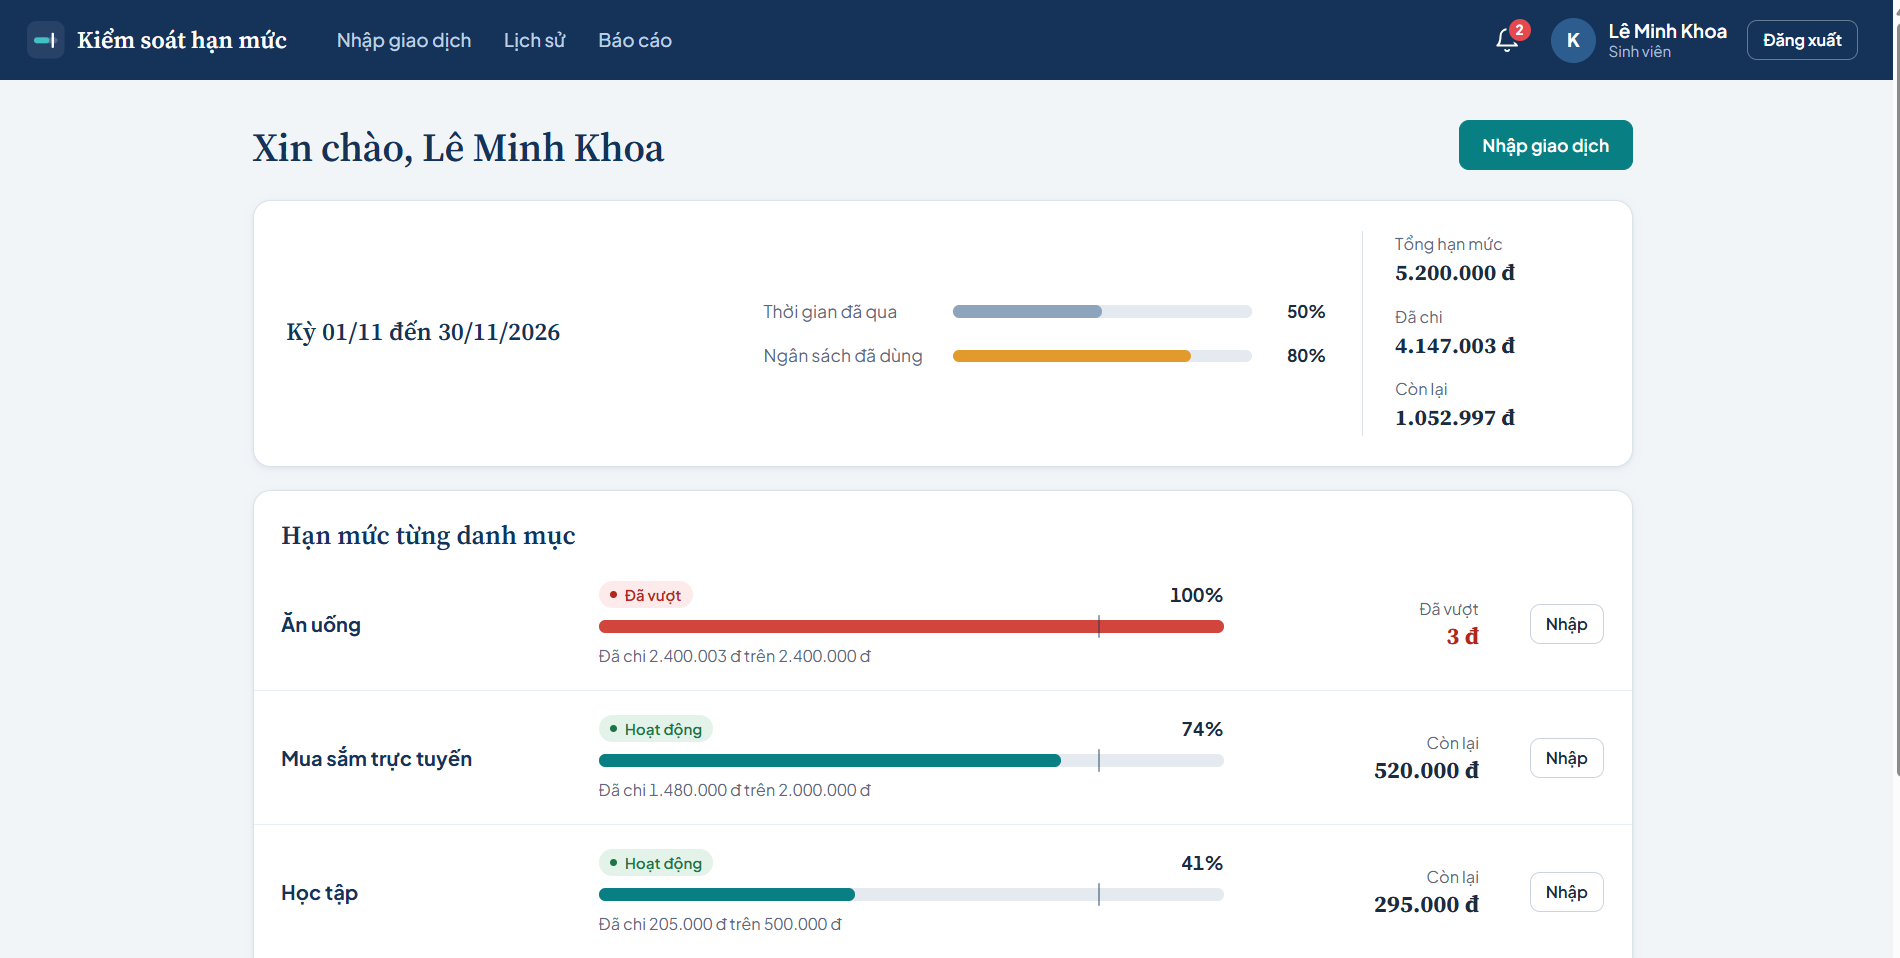 Kiểm soát hạn mức
Nhập giao dịch
Lịch sử
Báo cáo
2
K
Lê Minh Khoa
Sinh viên
Đăng xuất
Xin chào, Lê Minh Khoa
Nhập giao dịch
Kỳ 01/11 đến 30/11/2026
Thời gian đã qua
50%
Ngân sách đã dùng
80%
Tổng hạn mức
5.200.000 đ
Đã chi
4.147.003 đ
Còn lại
1.052.997 đ
Hạn mức từng danh mục
Ăn uống
Đã vượt
100%
Đã chi 2.400.003 đ trên 2.400.000 đ
Đã vượt
3 đ
Nhập
Mua sắm trực tuyến
Hoạt động
74%
Đã chi 1.480.000 đ trên 2.000.000 đ
Còn lại
520.000 đ
Nhập
Học tập
Hoạt động
41%
Đã chi 205.000 đ trên 500.000 đ
Còn lại
295.000 đ
Nhập